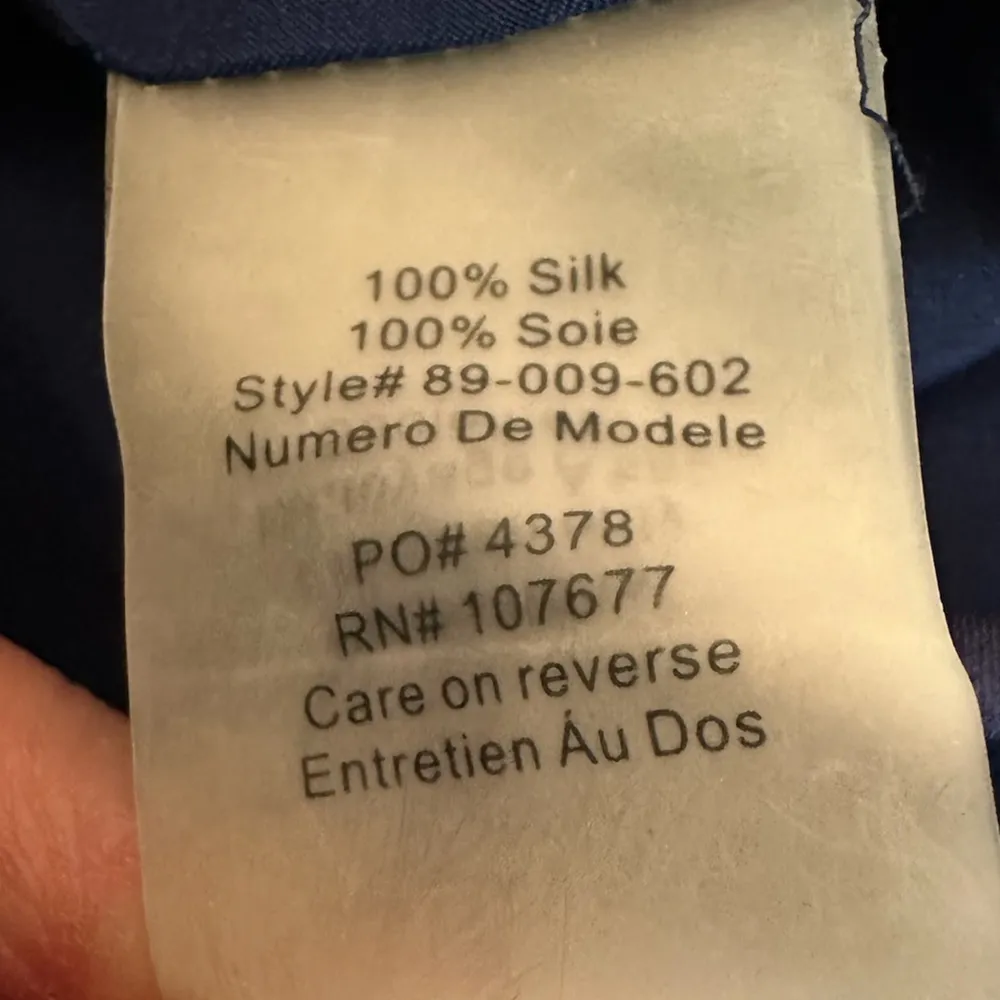 100% Silk
100% Soie
Style# 89-009-602
Numero De Modele
PO# 4378
RN# 107677
Care on reverse
Entretien Áu Dos